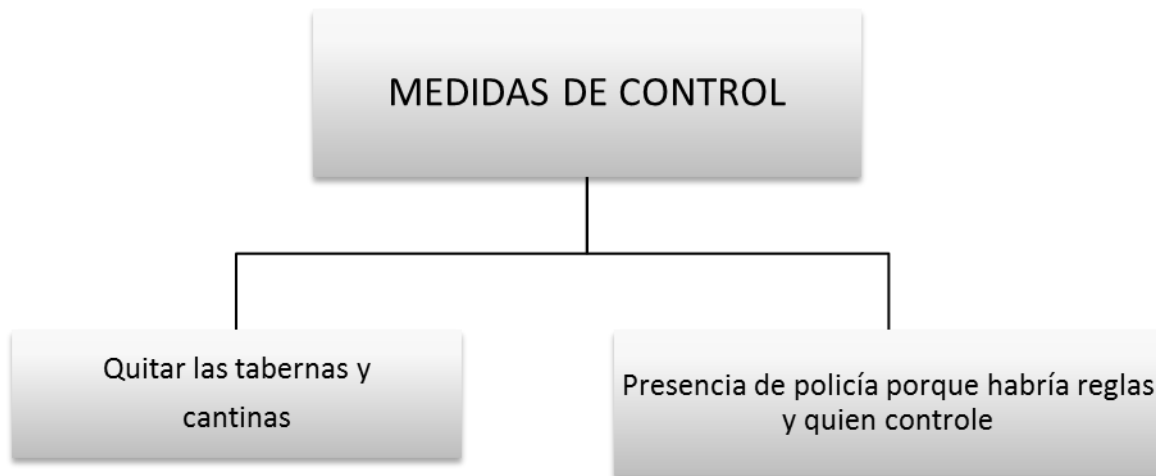 MEDIDAS DE CONTROL
Quitar las tabernas y
cantinas
Presencia de policía porque habría reglas
y quien controle